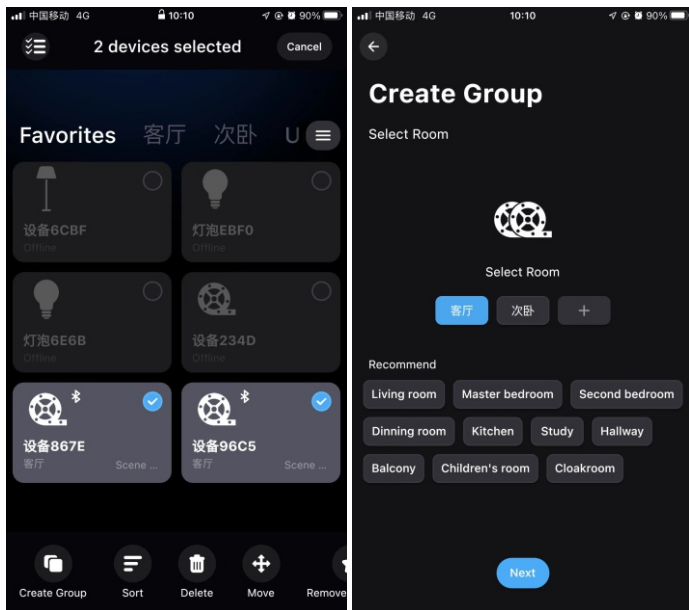 中国移动 4G 10:10 90%
2 devices selected
Cancel
Favorites 客厅 次卧 U
设备6CBF
Offline
灯泡EBF0
Offline
灯泡6E6B
Offline
设备234D
Offline
设备867E
客厅 Scene ...
设备96C5
客厅 Scene ...
Create Group Sort Delete Move Remove
中国移动 4G 10:10 90%
Create Group
Select Room
Select Room
客厅 次卧 +
Recommend
Living room Master bedroom Second bedroom
Dinning room Kitchen Study Hallway
Balcony Children's room Cloakroom
Next